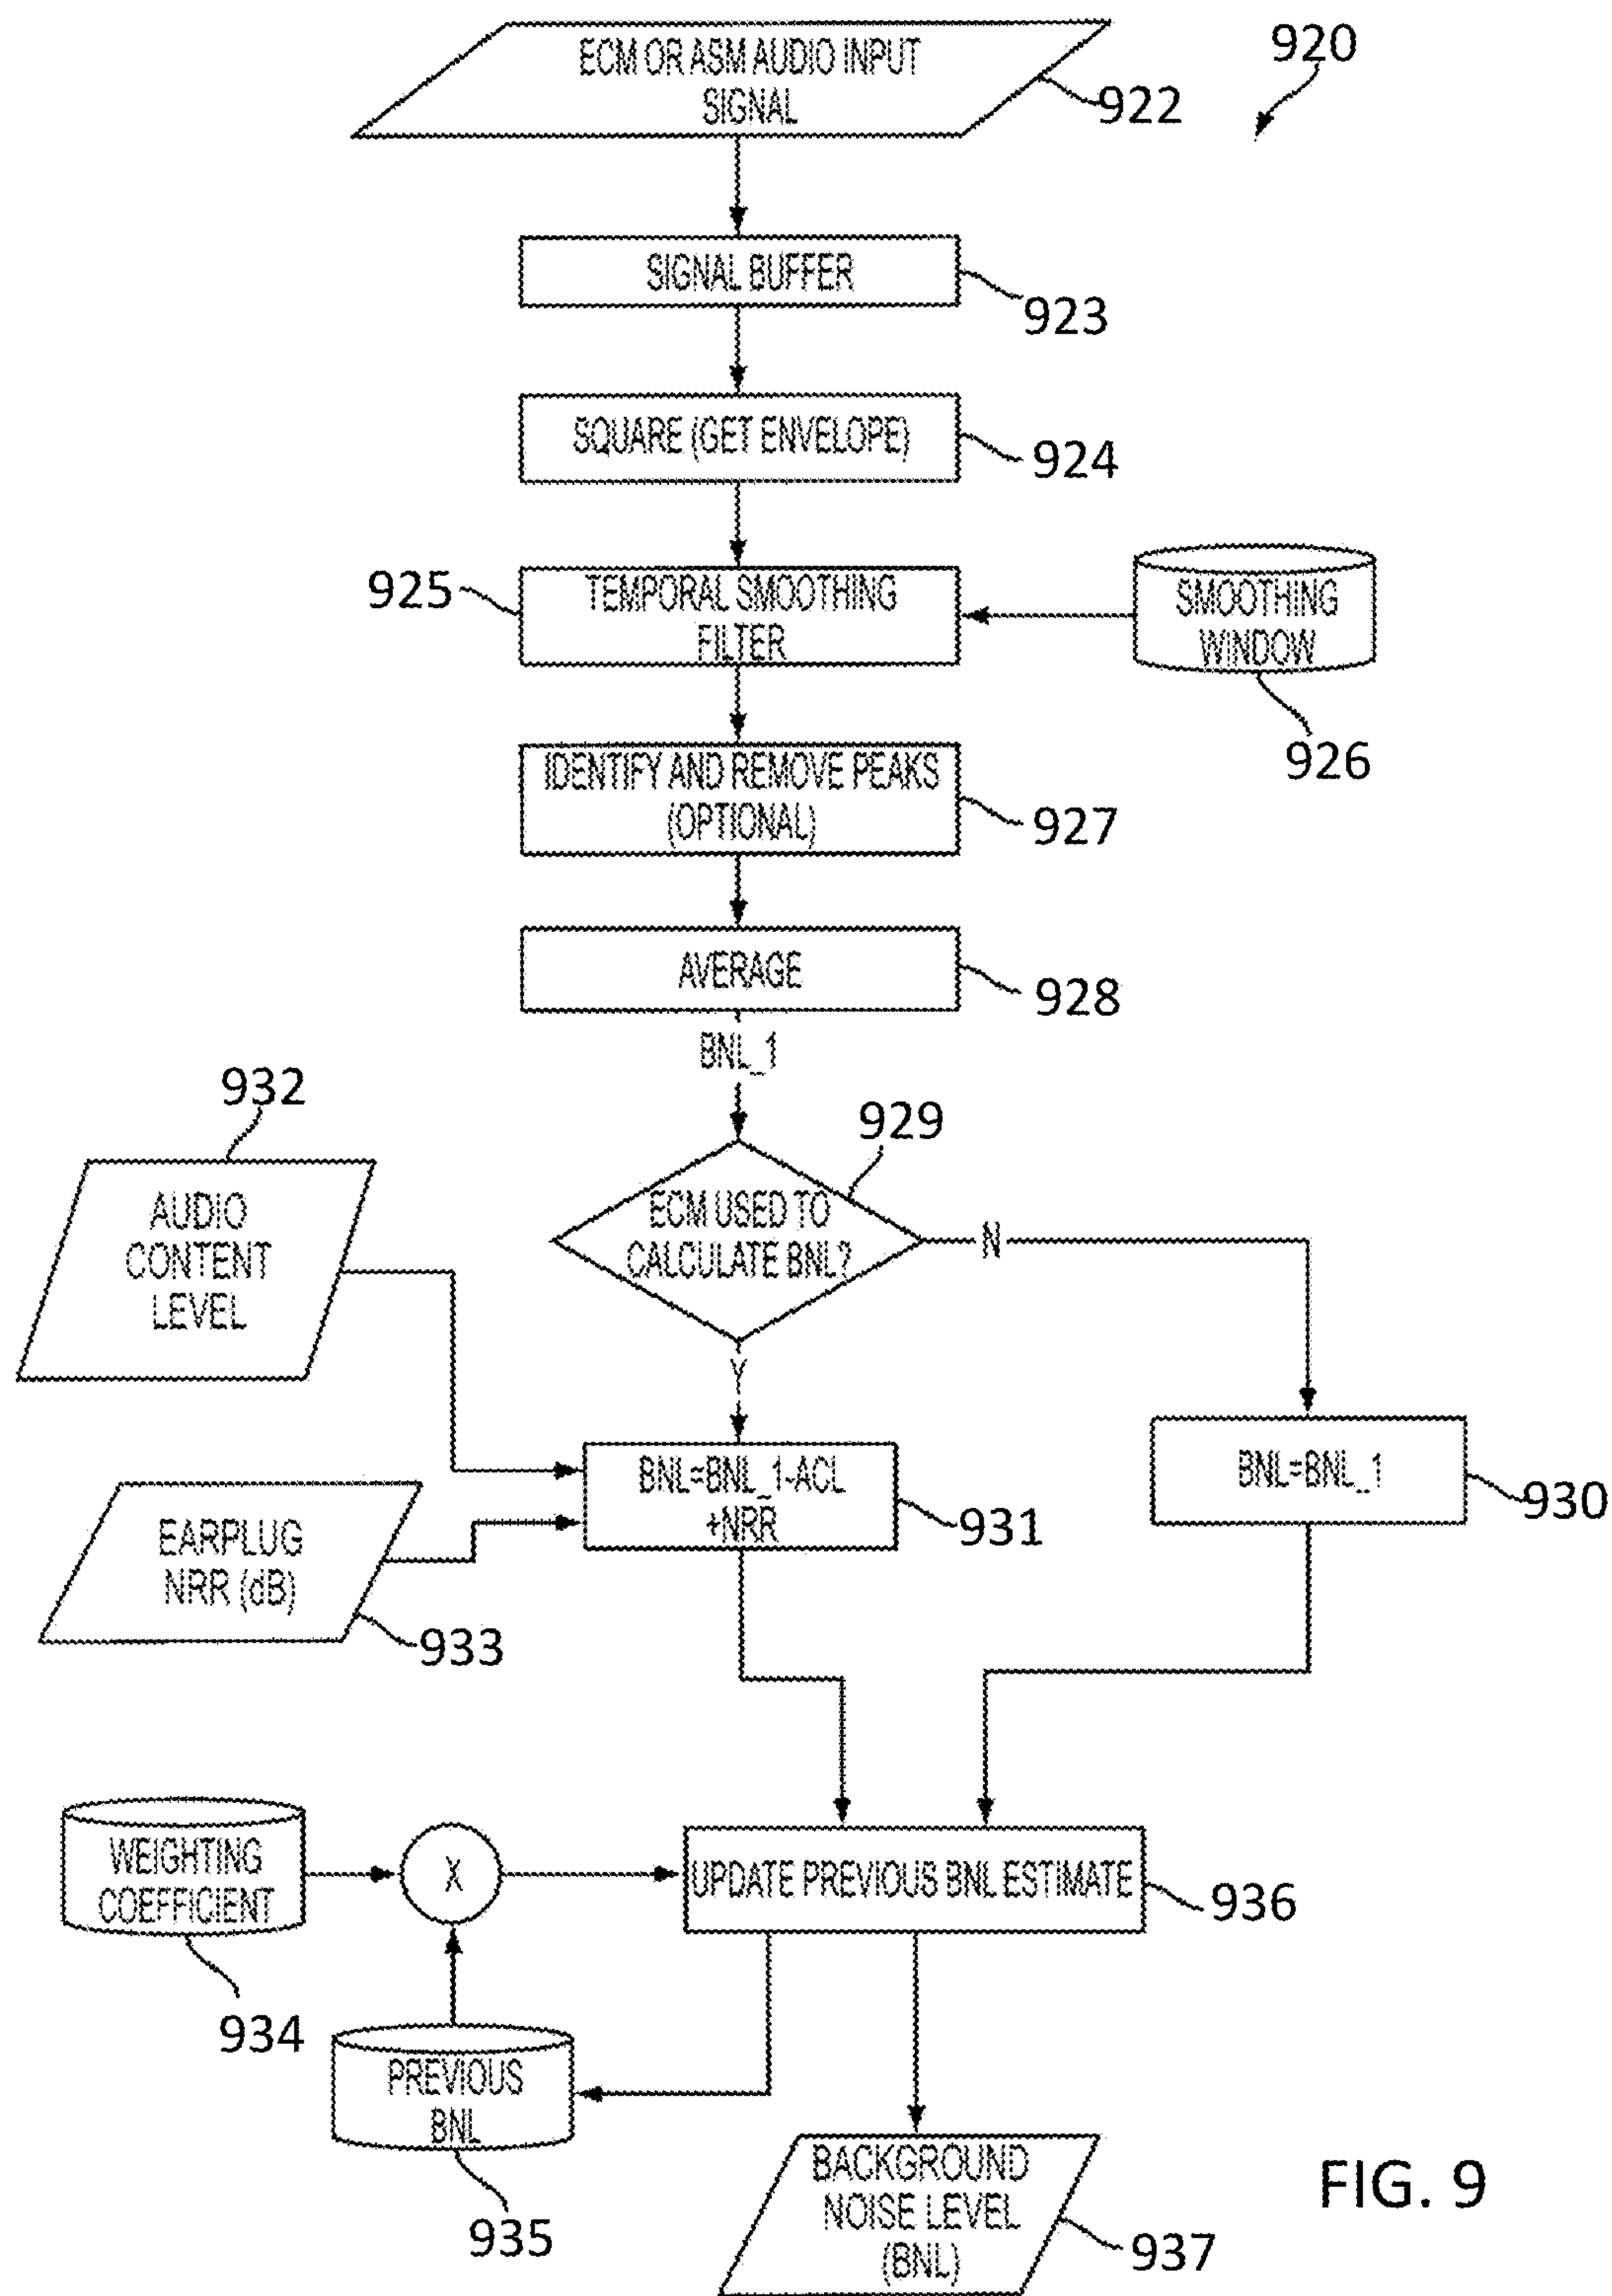 920
ECM OR ASM AUDIO INPUT
SIGNAL
922
SIGNAL BUFFER
923
SQUARE (GET ENVELOPE)
924
925
TEMPORAL SMOOTHING
FILTER
SMOOTHING
WINDOW
926
IDENTIFY AND REMOVE PEAKS
(OPTIONAL)
927
AVERAGE
928
BNL_1
932
929
AUDIO
CONTENT
LEVEL
ECM USED TO
CALCULATE BNL?
N
Y
BNL=BNL_1-ACL
+NRR
931
BNL=BNL_1
930
EARPLUG
NRR (dB)
933
WEIGHTING
COEFFICIENT
934
X
UPDATE PREVIOUS BNL ESTIMATE
936
PREVIOUS
BNL
935
BACKGROUND
NOISE LEVEL
(BNL)
937
FIG. 9